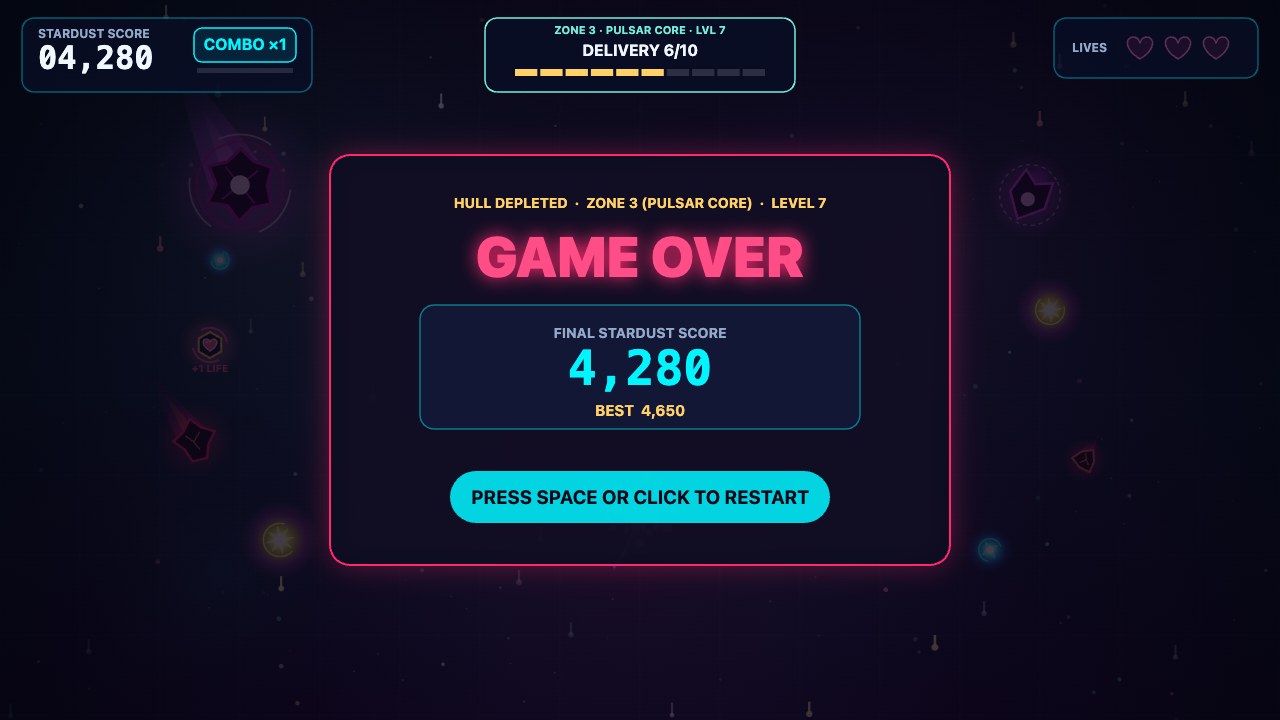 STARDUST SCORE
04,280
COMBO ×1
ZONE 3 · PULSAR CORE · LVL 7
DELIVERY 6/10
LIVES
HULL DEPLETED · ZONE 3 (PULSAR CORE) · LEVEL 7
GAME OVER
FINAL STARDUST SCORE
4,280
BEST 4,650
+1 LIFE
PRESS SPACE OR CLICK TO RESTART